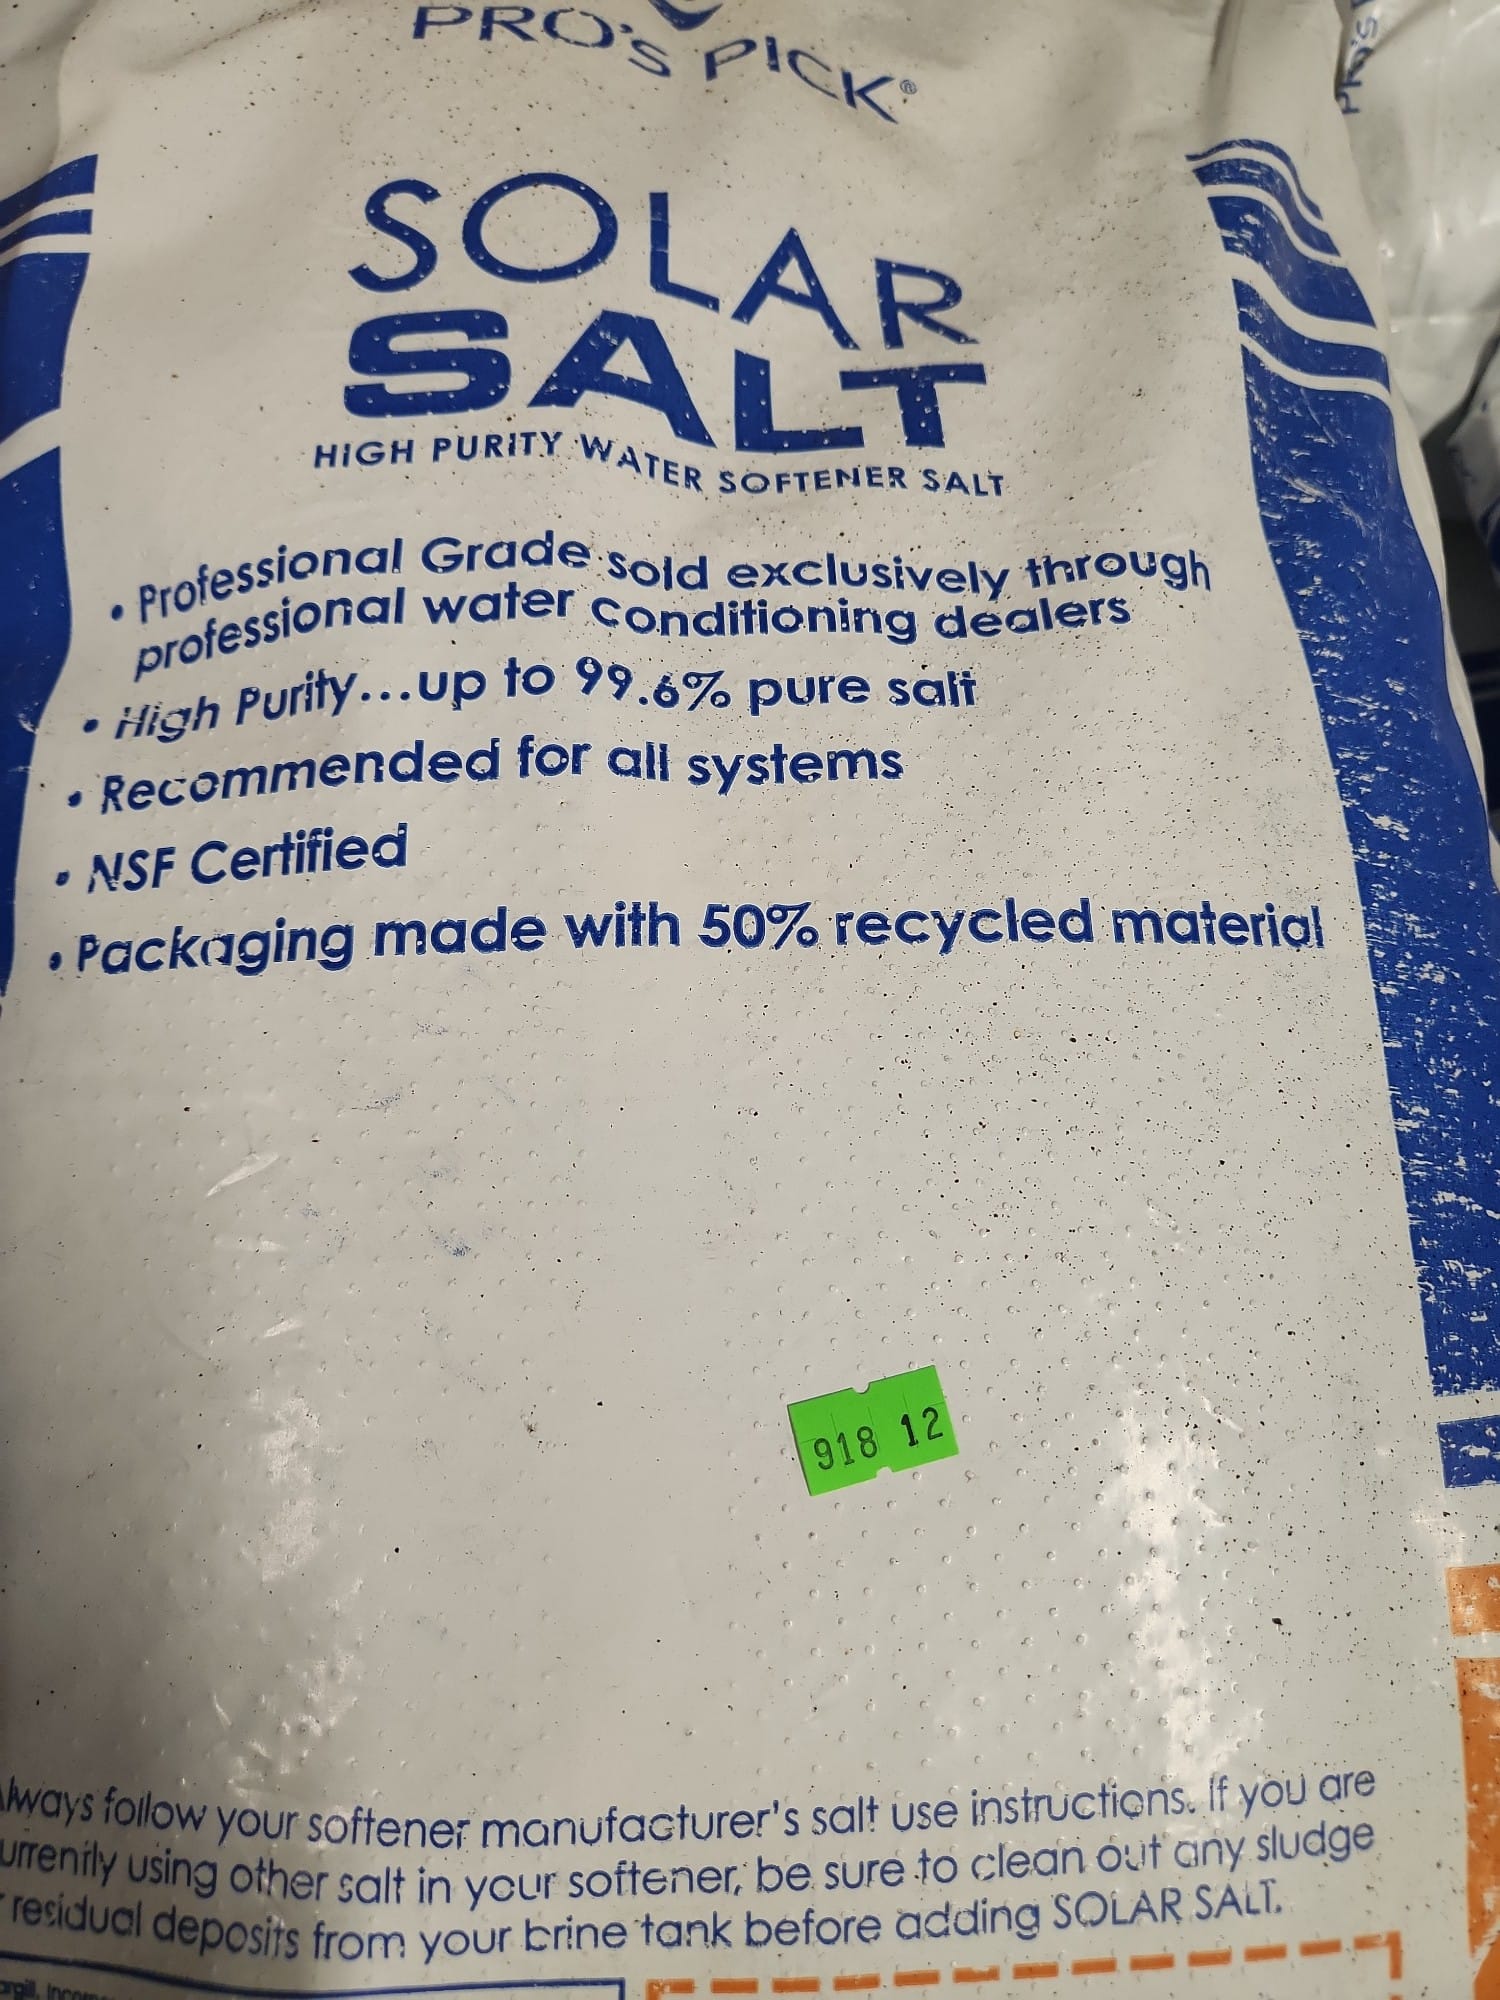 PRO'S PICK®
PRO'S
SOLAR
SALT
HIGH PURITY WATER SOFTENER SALT
• Professional Grade sold exclusively through
professional water conditioning dealers
• High Purity...up to 99.6% pure salt
• Recommended for all systems
• NSF Certified
• Packaging made with 50% recycled material
918 12
Always follow your softener manufacturer's salt use instructions. If you are
currently using other salt in your softener, be sure to clean out any sludge
residual deposits from your brine tank before adding SOLAR SALT.